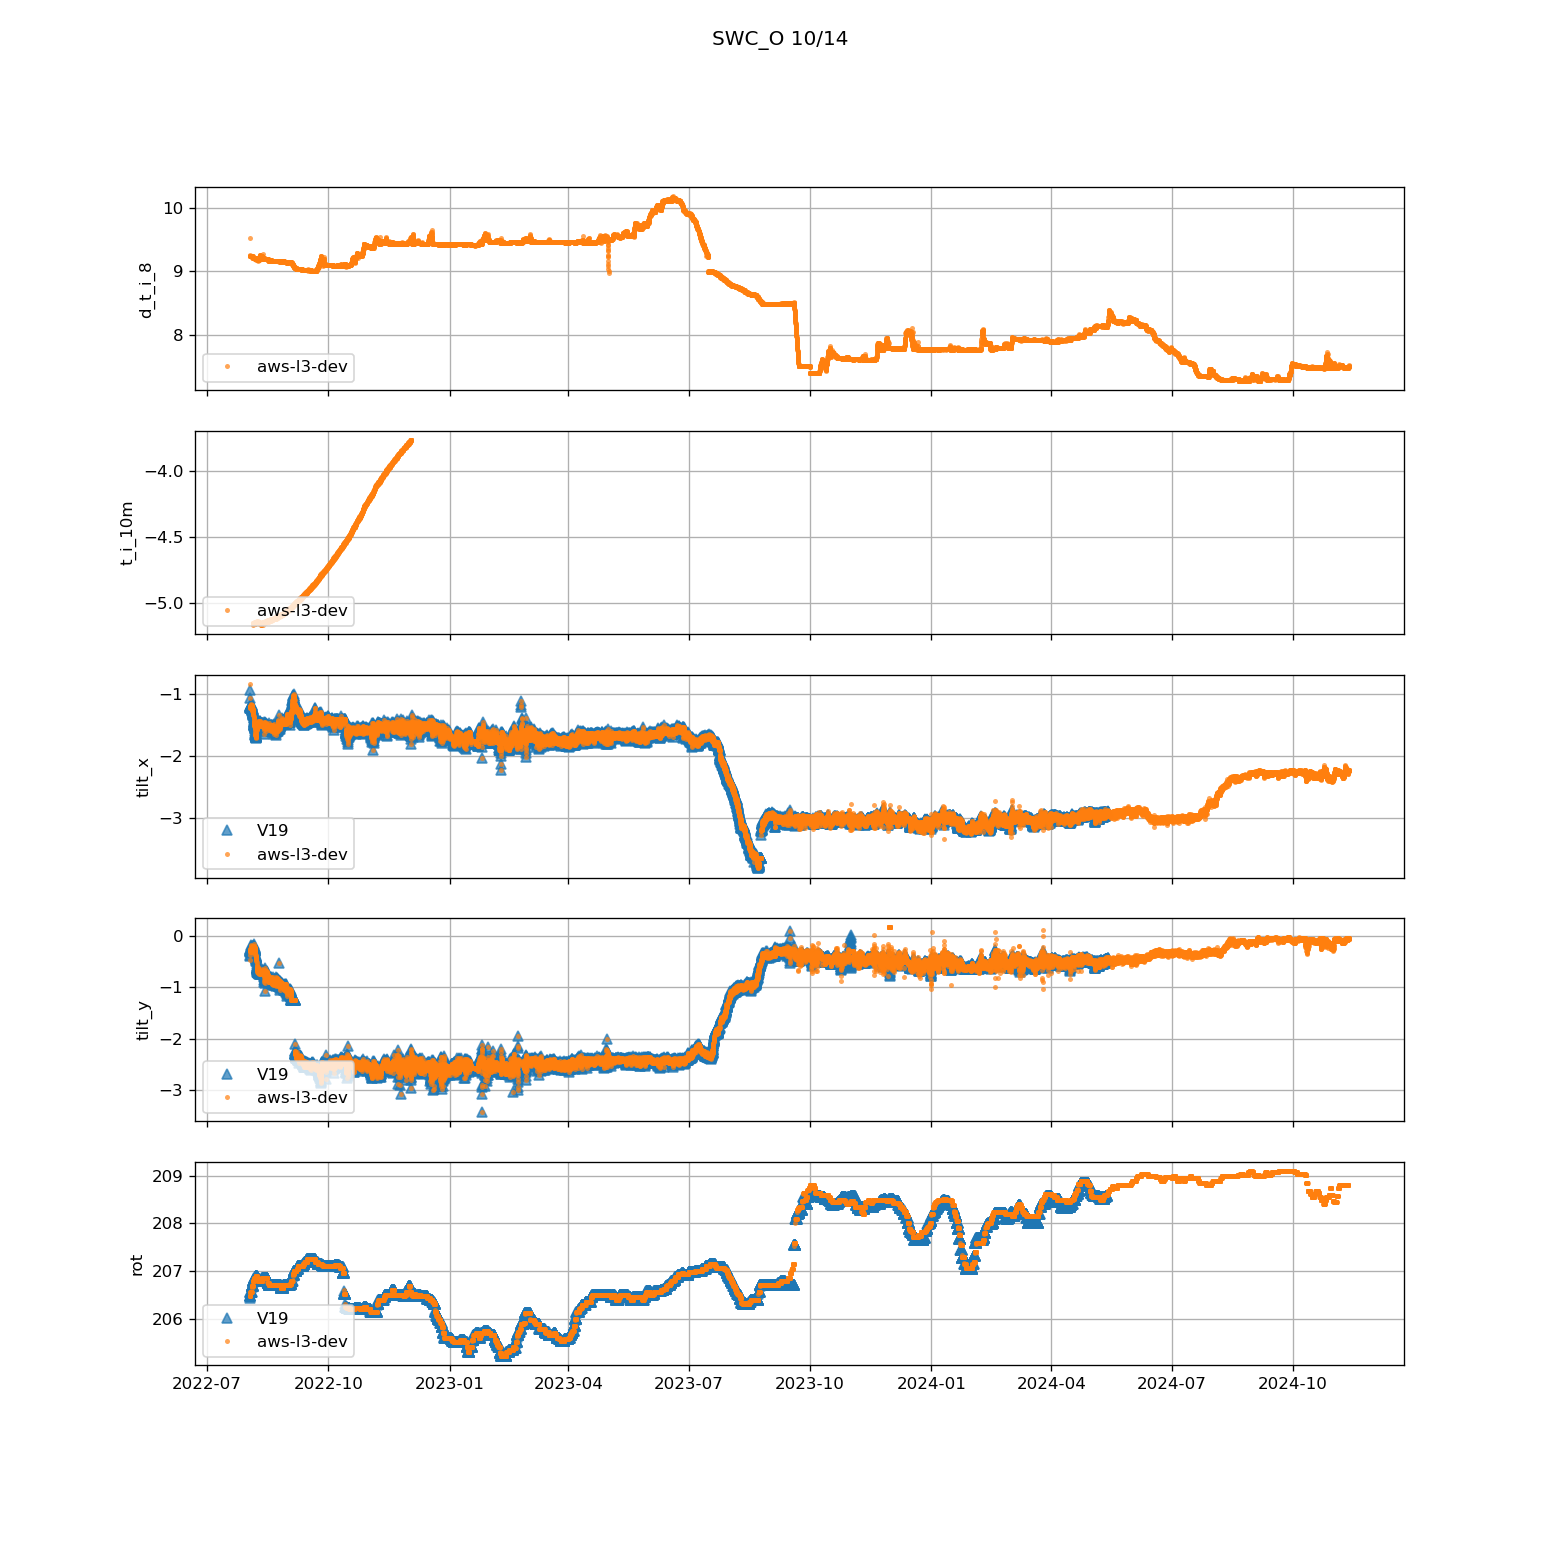 SWC_O 10/14
10
9
8
d_t_i_8
aws-l3-dev
−4.0
−4.5
−5.0
t_i_10m
aws-l3-dev
−1
−2
−3
tilt_x
V19
aws-l3-dev
0
−1
−2
−3
tilt_y
V19
aws-l3-dev
209
208
207
206
rot
V19
aws-l3-dev
2022-07 2022-10 2023-01 2023-04 2023-07 2023-10 2024-01 2024-04 2024-07 2024-10